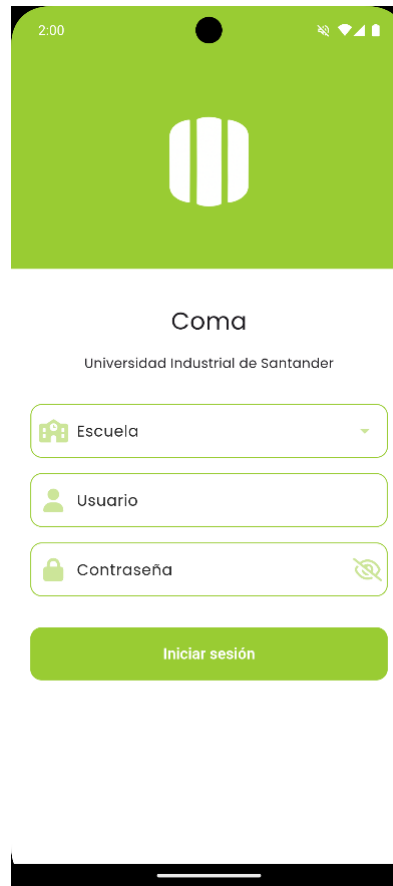 2:00
Coma
Universidad Industrial de Santander
Escuela
Usuario
Contraseña
Iniciar sesión